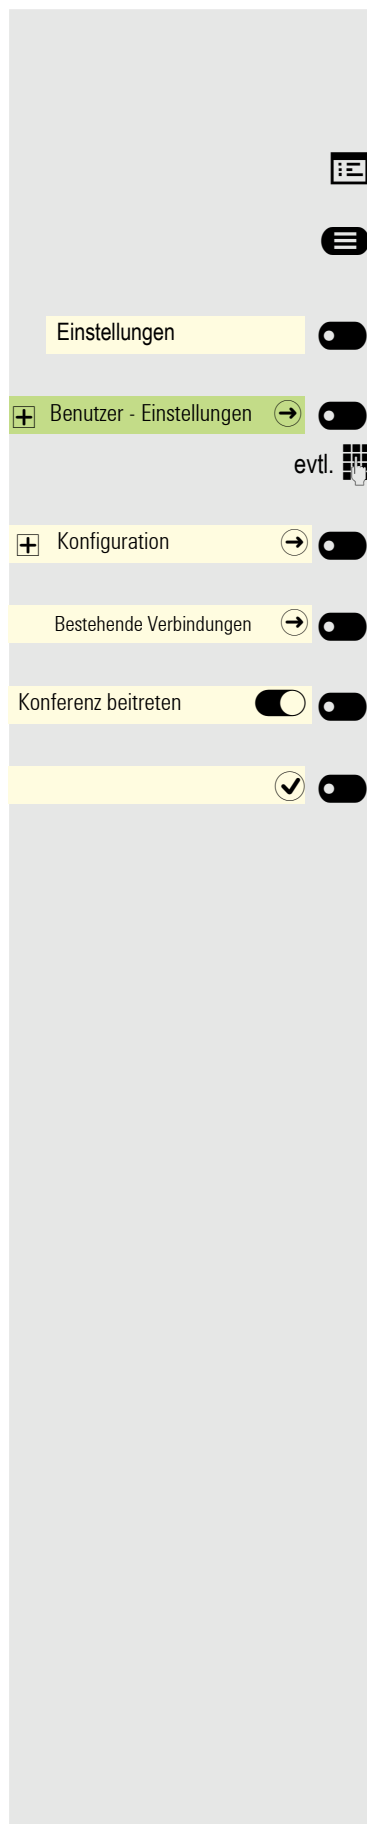 Einstellungen
Benutzer - Einstellungen
evtl.
Konfiguration
Bestehende Verbindungen
Konferenz beitreten